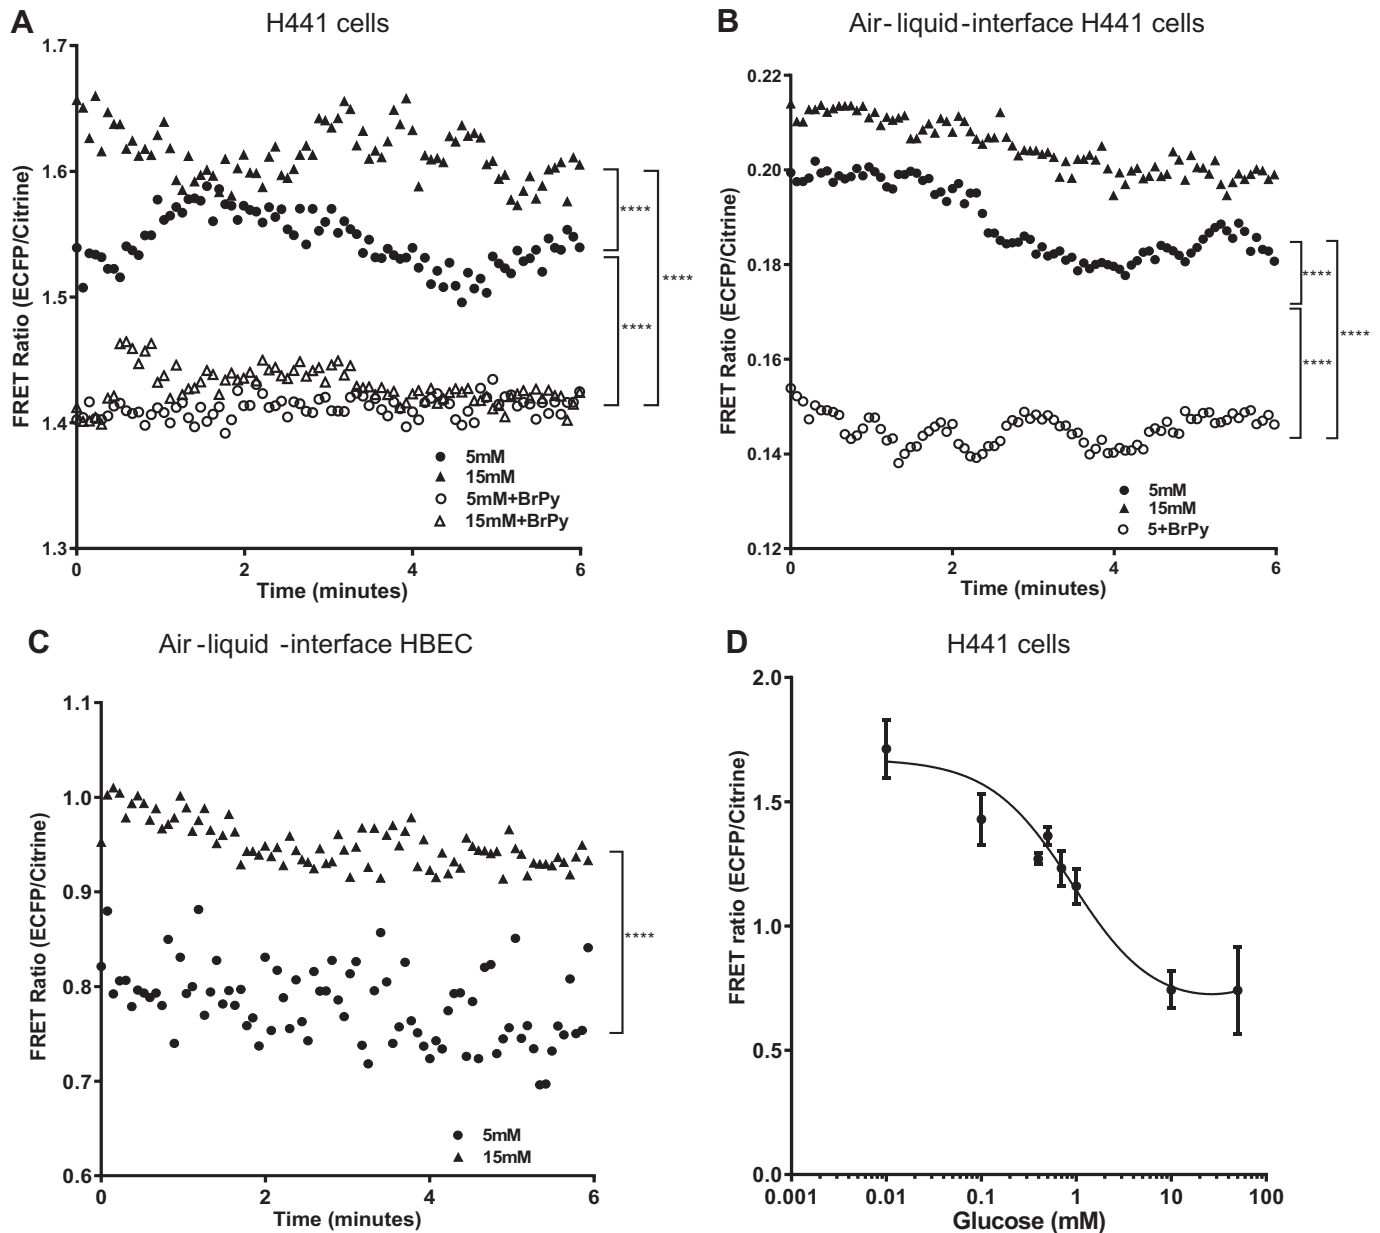 A
H441 cells
FRET Ratio (ECFP/Citrine)
1.7
1.6
1.5
1.4
1.3
0
2
4
6
Time (minutes)
5mM
15mM
5mM+BrPy
15mM+BrPy
****
****
****
B
Air-liquid-interface H441 cells
FRET Ratio (ECFP/Citrine)
0.22
0.20
0.18
0.16
0.14
0.12
0
2
4
6
Time (minutes)
5mM
15mM
5+BrPy
****
****
****
C
Air-liquid-interface HBEC
FRET Ratio (ECFP/Citrine)
1.1
1.0
0.9
0.8
0.7
0.6
0
2
4
6
Time (minutes)
5mM
15mM
****
D
H441 cells
FRET ratio (ECFP/Citrine)
2.0
1.5
1.0
0.5
0.0
0.001
0.01
0.1
1
10
100
Glucose (mM)